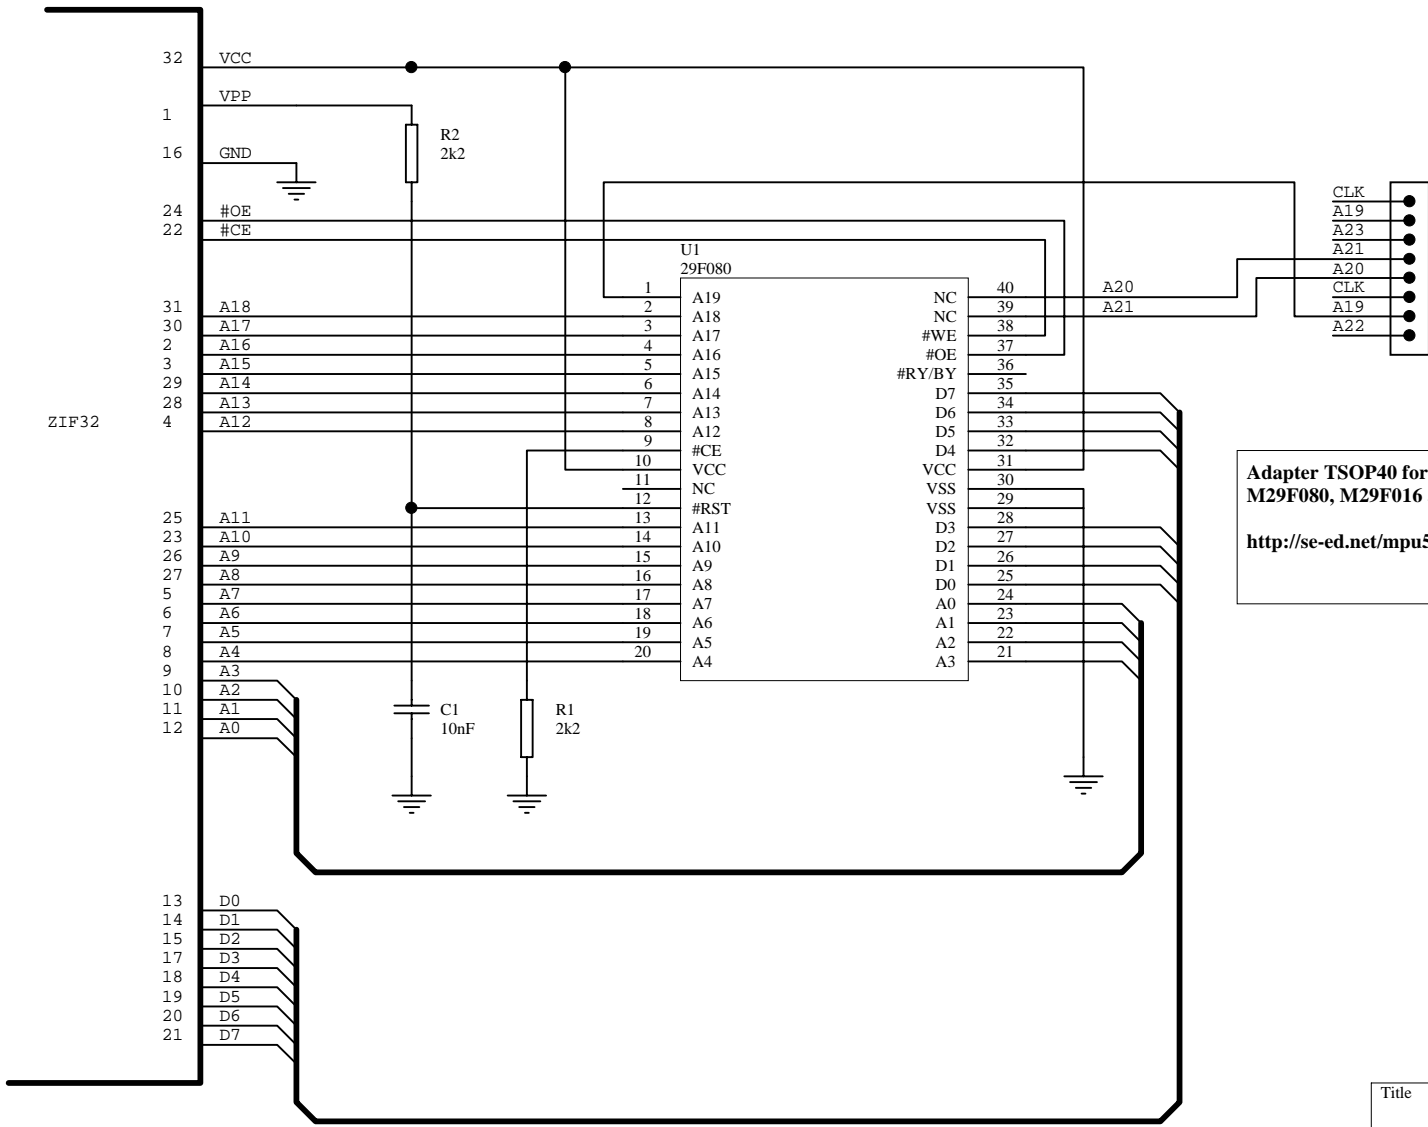 32 VCC
1 VPP
16 GND
24 #OE
22 #CE
31 A18
30 A17
2 A16
3 A15
29 A14
28 A13
4 A12
ZIF32
25 A11
23 A10
26 A9
27 A8
5 A7
6 A6
7 A5
8 A4
9 A3
10 A2
11 A1
12 A0
13 D0
14 D1
15 D2
17 D3
18 D4
19 D5
20 D6
21 D7
R2
2k2
C1
10nF
R1
2k2
U1
29F080
1 A19
2 A18
3 A17
4 A16
5 A15
6 A14
7 A13
8 A12
9 #CE
10 VCC
11 NC
12 #RST
13 A11
14 A10
15 A9
16 A8
17 A7
18 A6
19 A5
20 A4
NC 40 A20
NC 39 A21
#WE 38
#OE 37
#RY/BY 36
D7 35
D6 34
D5 33
D4 32
VCC 31
VSS 30
VSS 29
D3 28
D2 27
D1 26
D0 25
A0 24
A1 23
A2 22
A3 21
CLK
A19
A23
A21
A20
CLK
A19
A22
Adapter TSOP40 for
M29F080, M29F016
http://se-ed.net/mpu5
Title